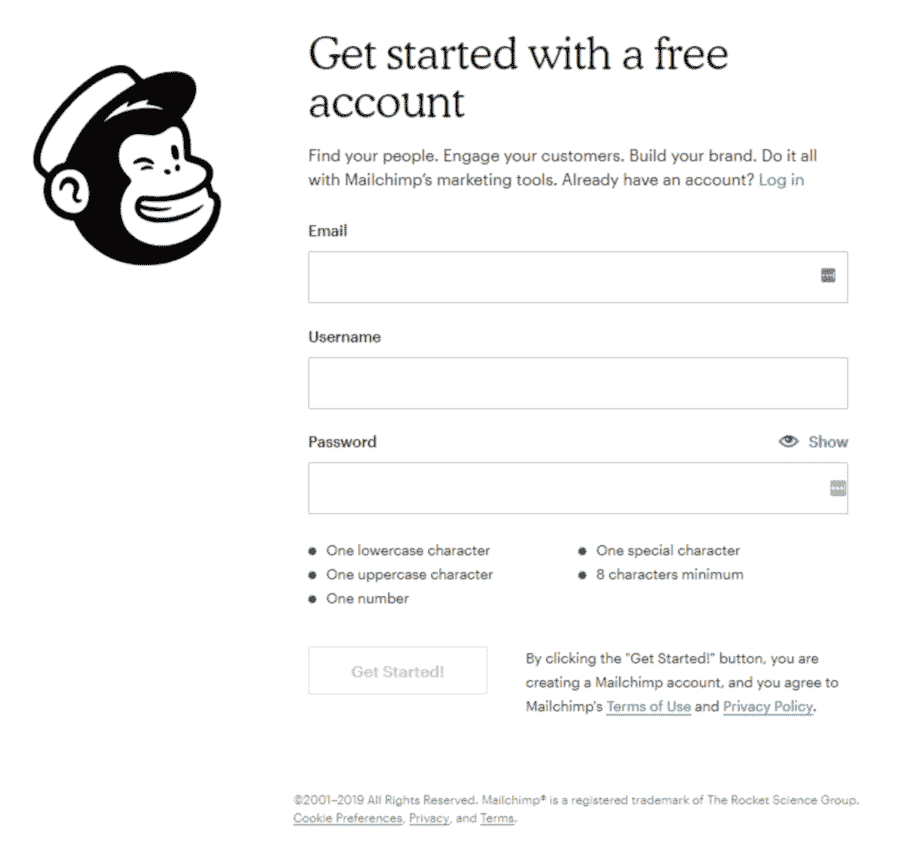 Get started with a free
account
Find your people. Engage your customers. Build your brand. Do it all
with Mailchimp's marketing tools. Already have an account? Log in
Email
Username
Password
Show
One lowercase character
One special character
One uppercase character
8 characters minimum
One number
Get Started!
By clicking the "Get Started!" button, you are
creating a Mailchimp account, and you agree to
Mailchimp's Terms of Use and Privacy Policy.
©2001–2019 All Rights Reserved. Mailchimp® is a registered trademark of The Rocket Science Group.
Cookie Preferences, Privacy, and Terms.